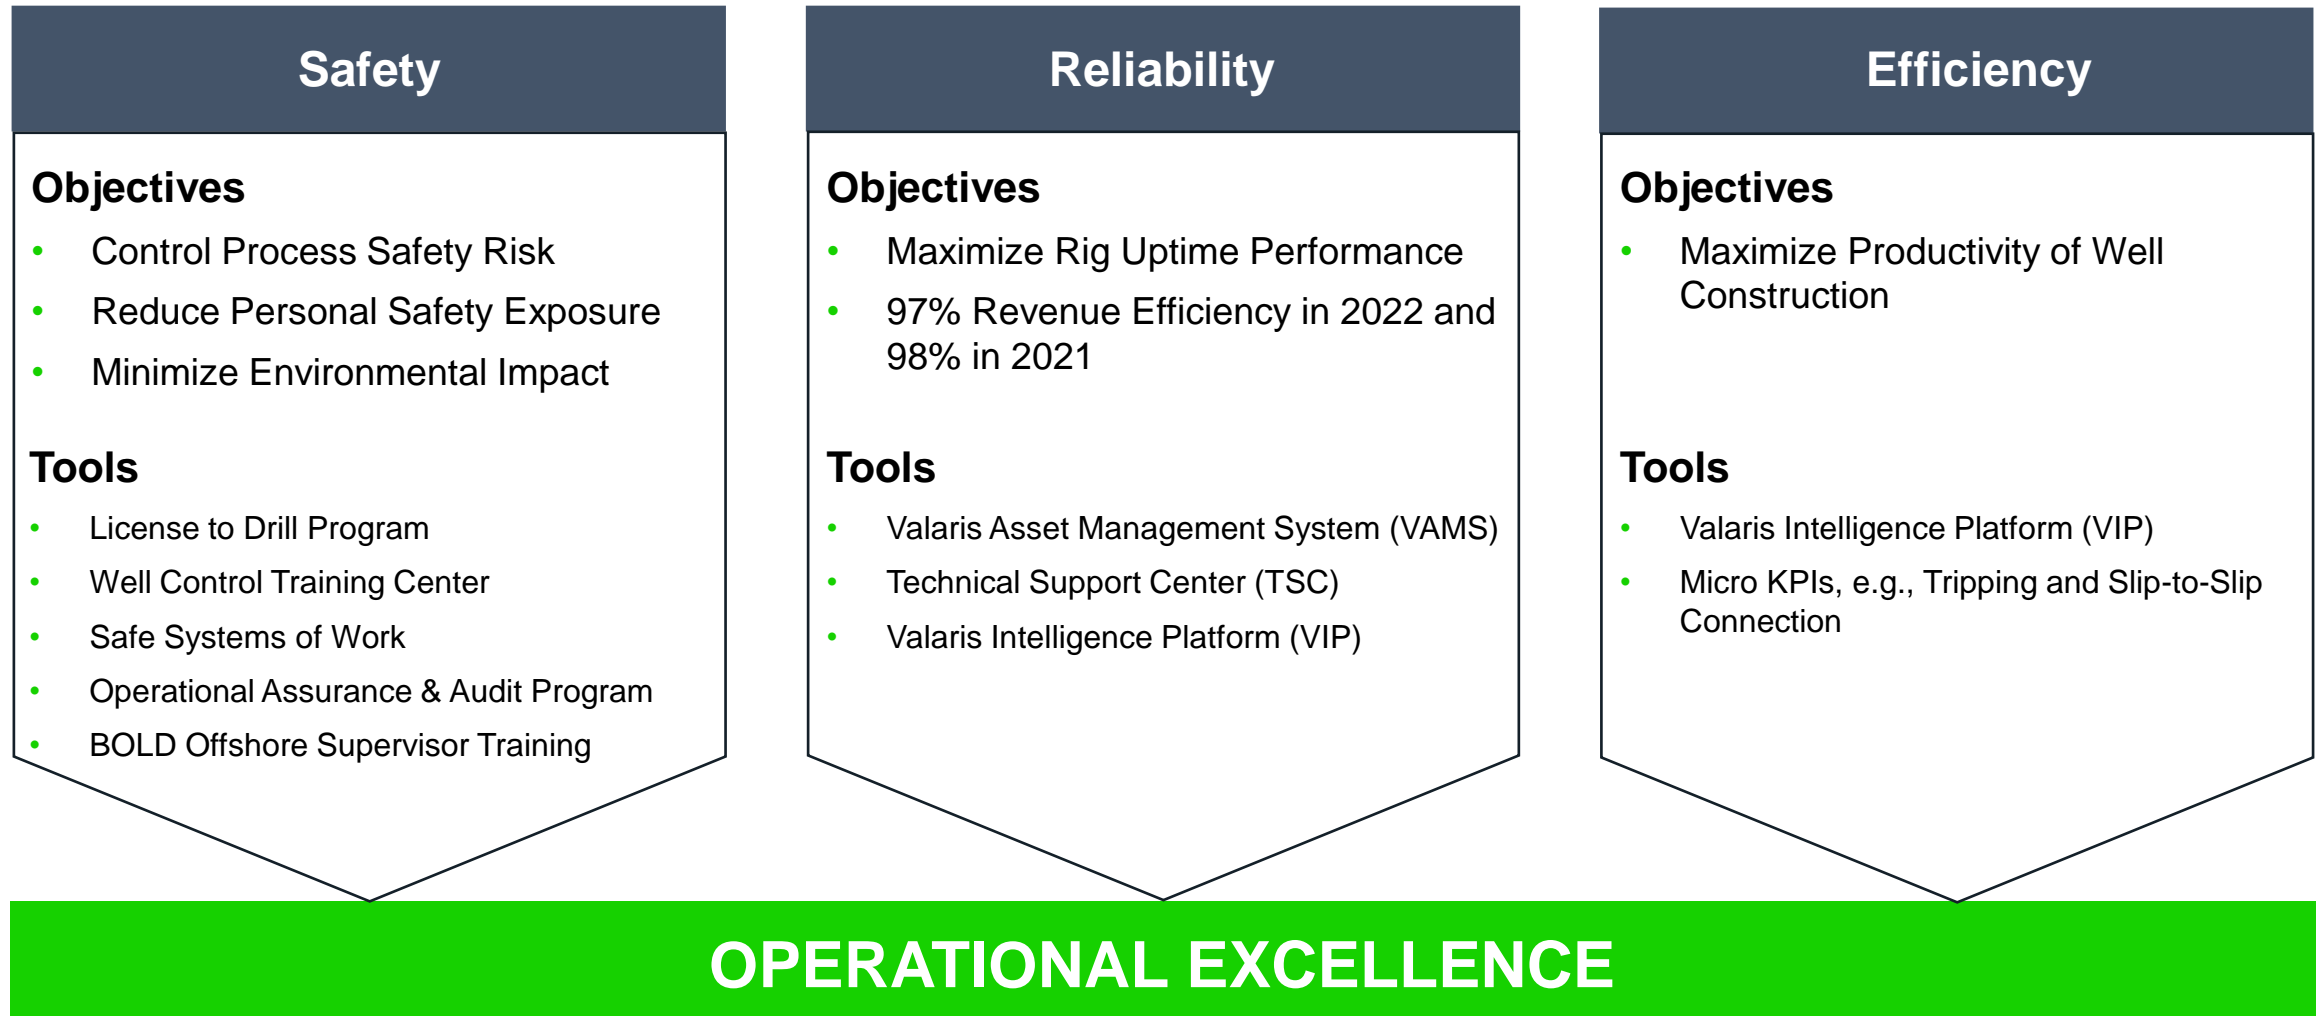 Safety
Objectives
• Control Process Safety Risk
• Reduce Personal Safety Exposure
• Minimize Environmental Impact
Tools
• License to Drill Program
• Well Control Training Center
• Safe Systems of Work
• Operational Assurance & Audit Program
• BOLD Offshore Supervisor Training
Reliability
Objectives
• Maximize Rig Uptime Performance
• 97% Revenue Efficiency in 2022 and
98% in 2021
Tools
• Valaris Asset Management System (VAMS)
• Technical Support Center (TSC)
• Valaris Intelligence Platform (VIP)
Efficiency
Objectives
• Maximize Productivity of Well
Construction
Tools
• Valaris Intelligence Platform (VIP)
• Micro KPIs, e.g., Tripping and Slip-to-Slip
Connection
OPERATIONAL EXCELLENCE